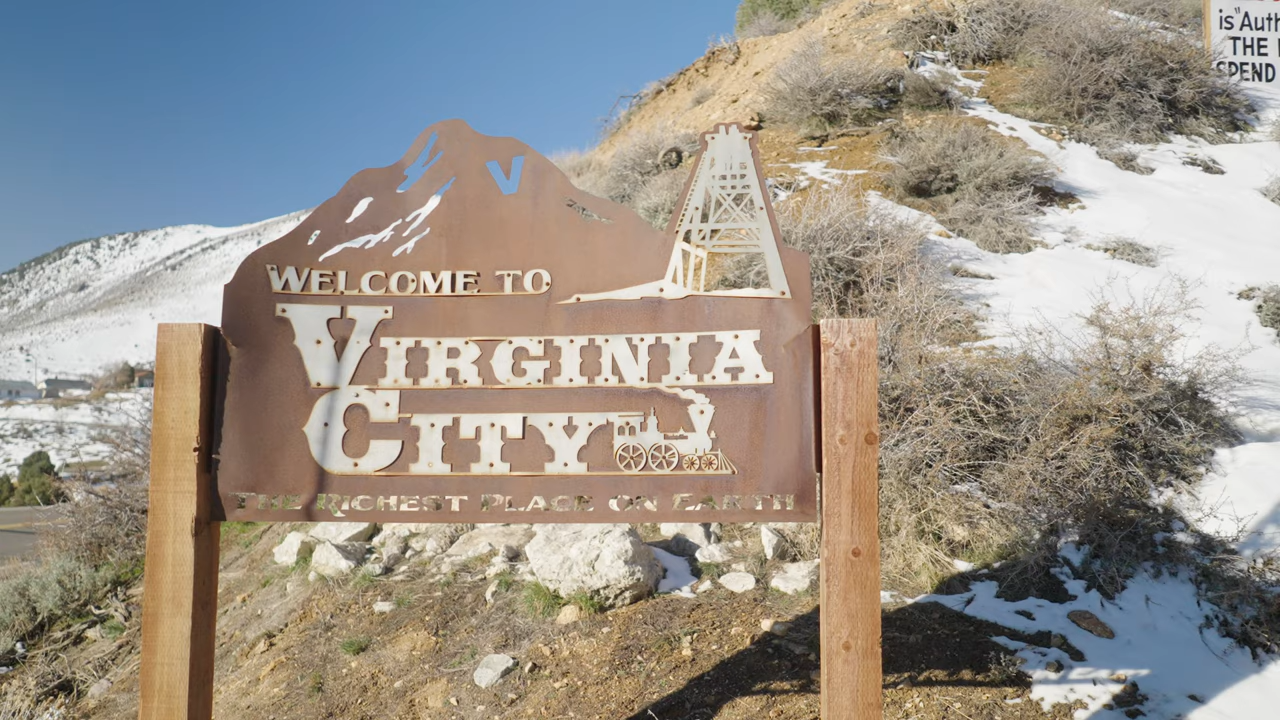 V
WELCOME TO
VIRGINIA
CITY
THE RICHEST PLACE ON EARTH
is "Auth
THE
SPEND